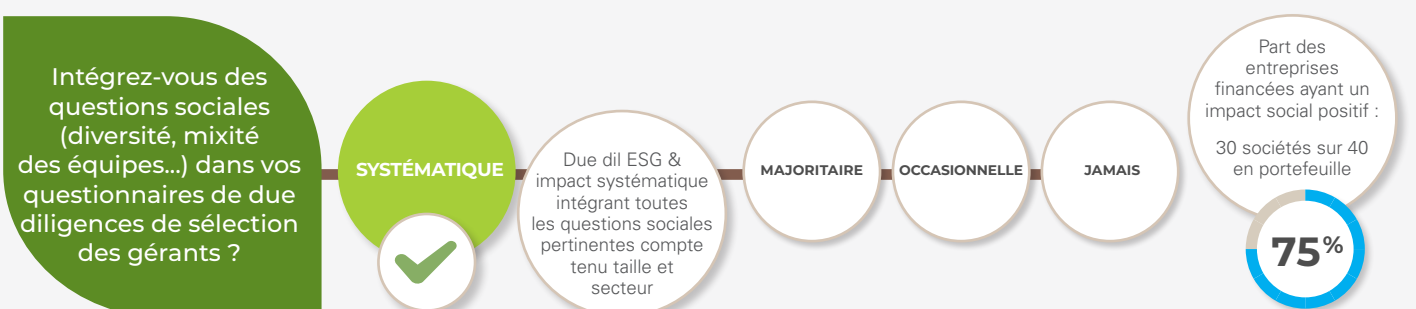 Intégrez-vous des
questions sociales
(diversité, mixité
des équipes...) dans vos
questionnaires de due
diligences de sélection
des gérants ?
SYSTÉMATIQUE
Due dil ESG &
impact systématique
intégrant toutes
les questions sociales
pertinentes compte
tenu taille et
secteur
MAJORITAIRE
OCCASIONNELLE
JAMAIS
Part des
entreprises
financées ayant un
impact social positif :
30 sociétés sur 40
en portefeuille
75%